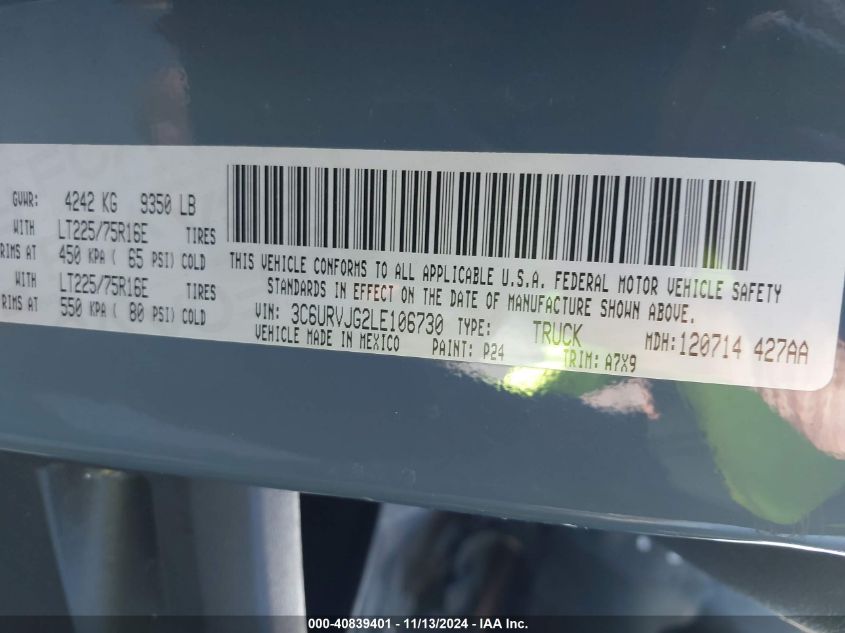 GVWR: 4242 KG 9350 LB
WITH LT225/75R16E TIRES
RIMS AT 450 KPA ( 65 PSI) COLD
WITH LT225/75R16E TIRES
RIMS AT 550 KPA ( 80 PSI) COLD
THIS VEHICLE CONFORMS TO ALL APPLICABLE U.S.A. FEDERAL MOTOR VEHICLE SAFETY
STANDARDS IN EFFECT ON THE DATE OF MANUFACTURE SHOWN ABOVE.
VIN: 3C6URVJG2LE106730 TYPE: TRUCK MDH:120714 427AA
VEHICLE MADE IN MEXICO PAINT: P24 TRIM: A7X9
000-40839401 - 11/13/2024 - IAA Inc.